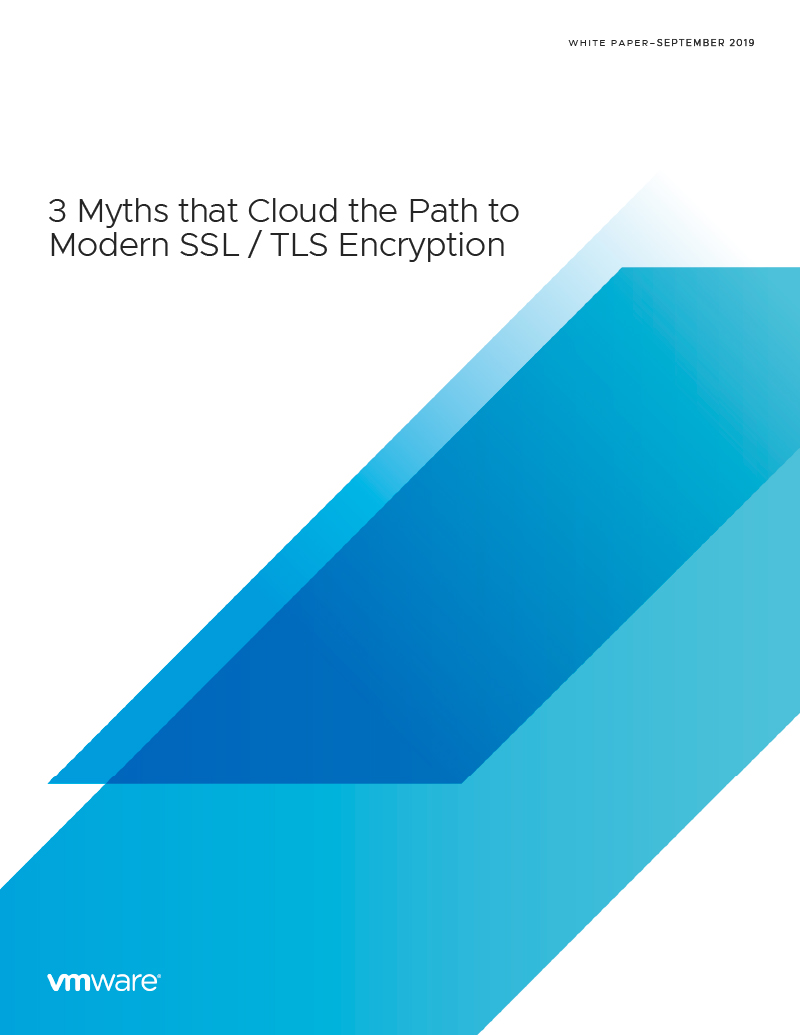 WHITE PAPER–SEPTEMBER 2019
3 Myths that Cloud the Path to
Modern SSL / TLS Encryption
vmware®